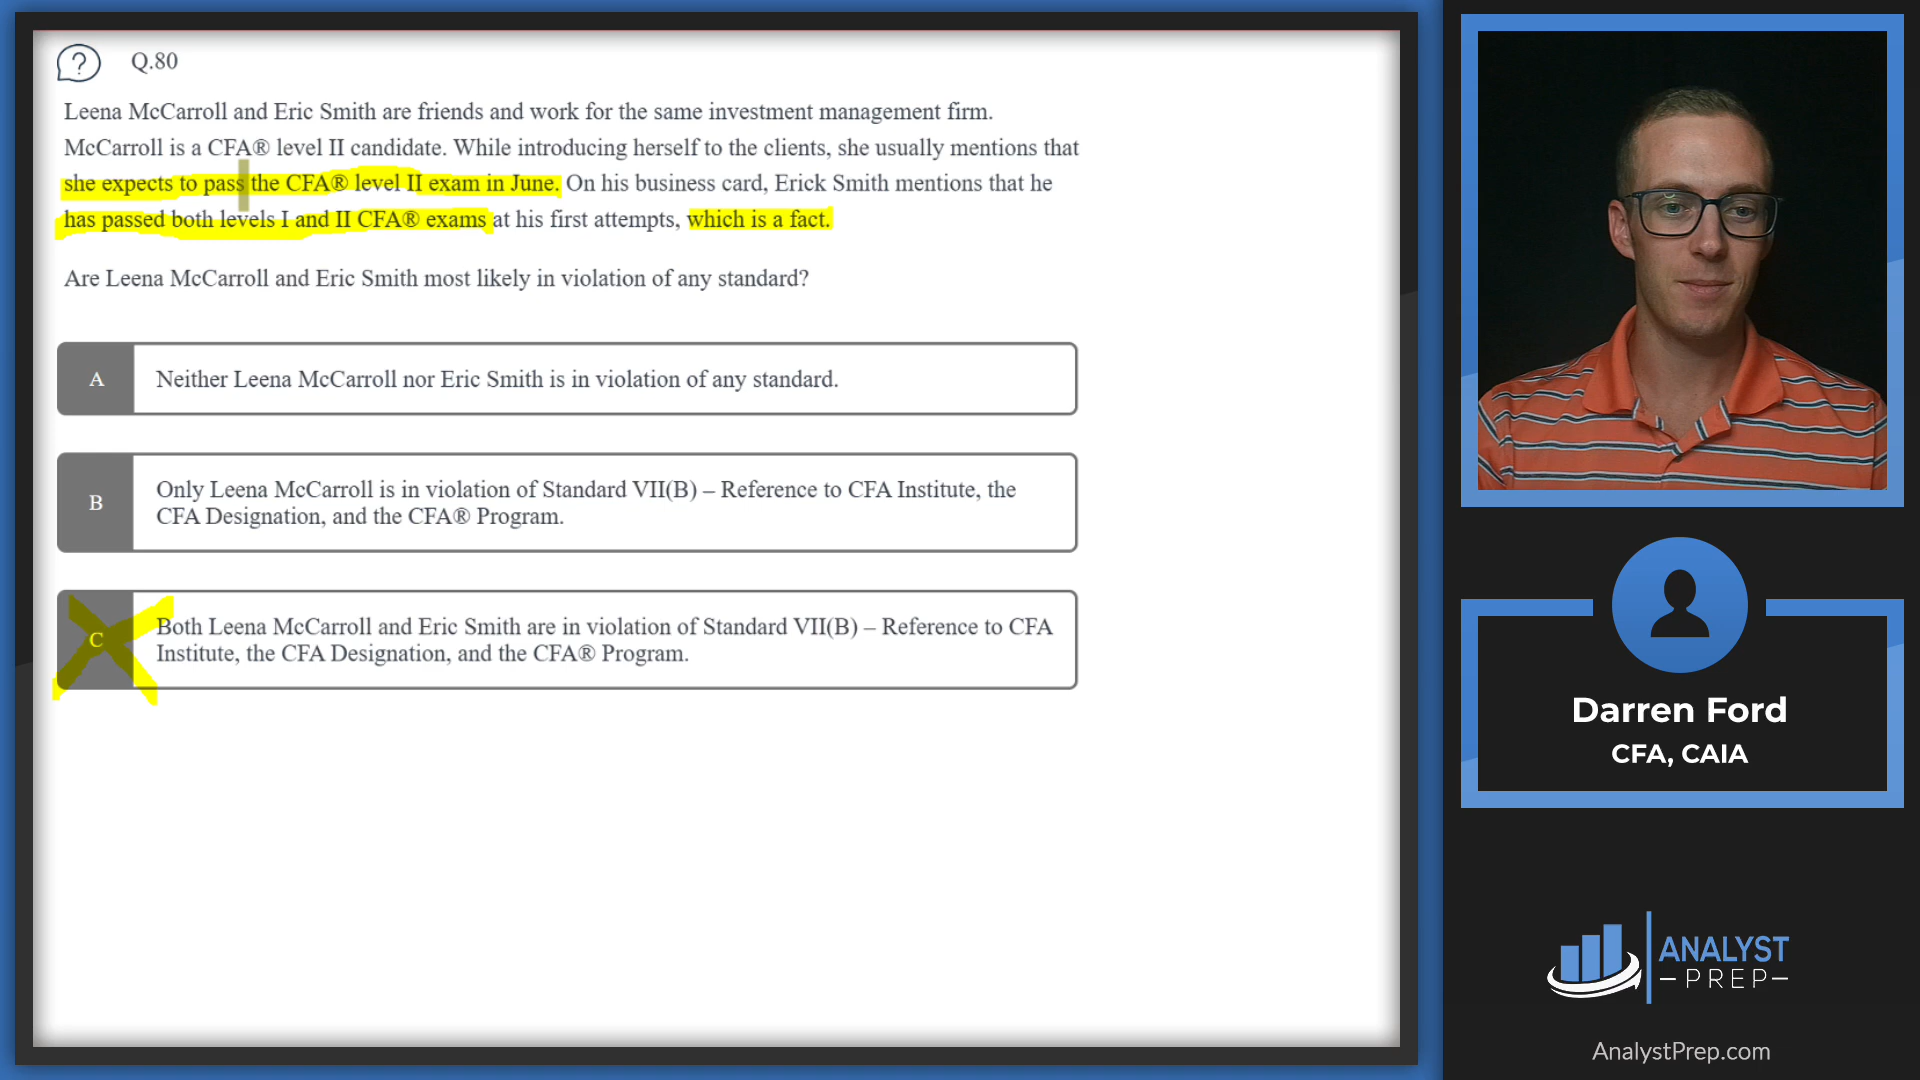 ?
Q.80
Leena McCarroll and Eric Smith are friends and work for the same investment management firm.
McCarroll is a CFA® level II candidate. While introducing herself to the clients, she usually mentions that
she expects to pass the CFA® level II exam in June. On his business card, Erick Smith mentions that he
has passed both levels I and II CFA® exams at his first attempts, which is a fact.
Are Leena McCarroll and Eric Smith most likely in violation of any standard?
A
Neither Leena McCarroll nor Eric Smith is in violation of any standard.
B
Only Leena McCarroll is in violation of Standard VII(B) – Reference to CFA Institute, the
CFA Designation, and the CFA® Program.
C
Both Leena McCarroll and Eric Smith are in violation of Standard VII(B) – Reference to CFA
Institute, the CFA Designation, and the CFA® Program.
Darren Ford
CFA, CAIA
ANALYST
PREP
AnalystPrep.com